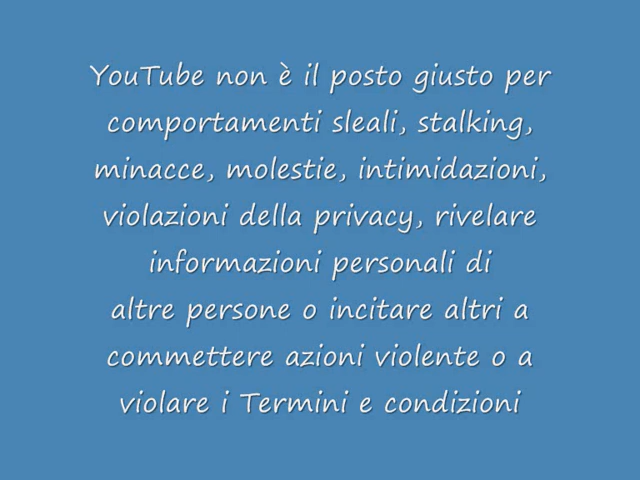 YouTube non è il posto giusto per
comportamenti sleali, stalking,
minacce, molestie, intimidazioni,
violazioni della privacy, rivelare
informazioni personali di
altre persone o incitare altri a
commettere azioni violente o a
violare i Termini e condizioni